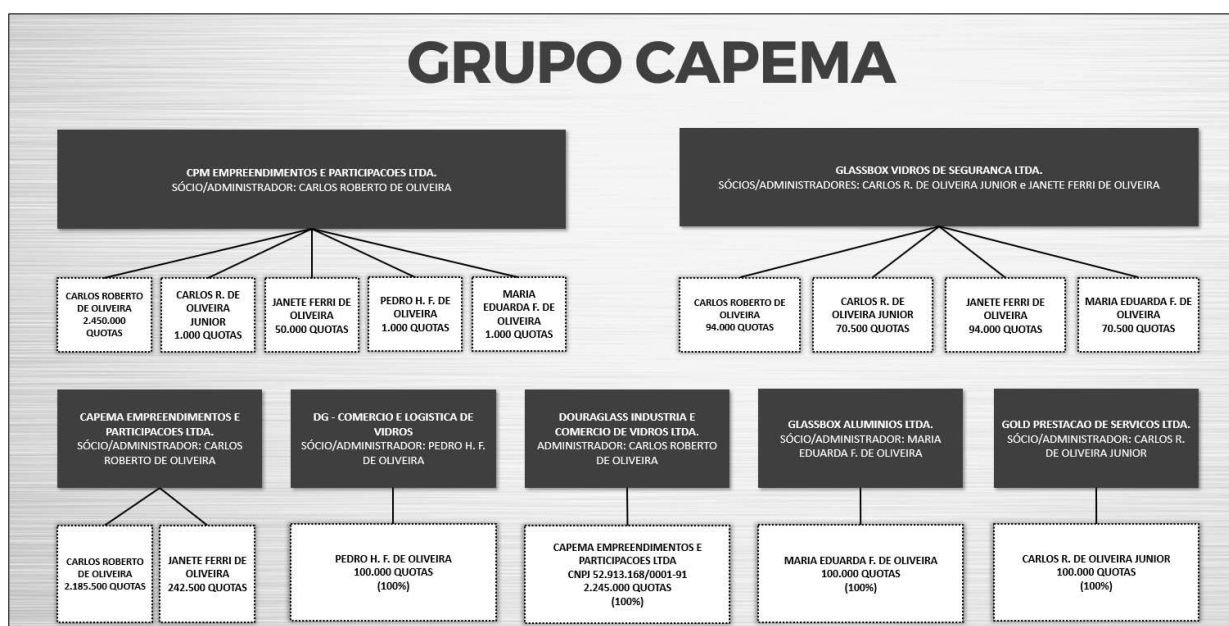 GRUPO CAPEMA
CPM EMPREENDIMENTOS E PARTICIPACOES LTDA.
SÓCIO/ADMINISTRADOR: CARLOS ROBERTO DE OLIVEIRA
CARLOS ROBERTO
DE OLIVEIRA
2.450.000
QUOTAS
CARLOS R. DE
OLIVEIRA
JUNIOR
1.000 QUOTAS
JANETE FERRI DE
OLIVEIRA
50.000 QUOTAS
PEDRO H. F. DE
OLIVEIRA
1.000 QUOTAS
MARIA
EDUARDA F. DE
OLIVEIRA
1.000 QUOTAS
GLASSBOX VIDROS DE SEGURANCA LTDA.
SÓCIOS/ADMINISTRADORES: CARLOS R. DE OLIVEIRA JUNIOR e JANETE FERRI DE OLIVEIRA
CARLOS ROBERTO DE
OLIVEIRA
94.000 QUOTAS
CARLOS R. DE
OLIVEIRA JUNIOR
70.500 QUOTAS
JANETE FERRI DE
OLIVEIRA
94.000 QUOTAS
MARIA EDUARDA F. DE
OLIVEIRA
70.500 QUOTAS
CAPEMA EMPREENDIMENTOS E
PARTICIPACOES LTDA.
SÓCIO/ADMINISTRADOR: CARLOS
ROBERTO DE OLIVEIRA
CARLOS ROBERTO
DE OLIVEIRA
2.185.500 QUOTAS
JANETE FERRI DE
OLIVEIRA
242.500 QUOTAS
DG - COMERCIO E LOGISTICA DE
VIDROS
SÓCIO/ADMINISTRADOR: PEDRO H. F.
DE OLIVEIRA
PEDRO H. F. DE OLIVEIRA
100.000 QUOTAS
(100%)
DOURAGLASS INDUSTRIA E
COMERCIO DE VIDROS LTDA.
ADMINISTRADOR: CARLOS ROBERTO
DE OLIVEIRA
CAPEMA EMPREENDIMENTOS E
PARTICIPACOES LTDA
CNPJ 52.913.168/0001-91
2.245.000 QUOTAS
(100%)
GLASSBOX ALUMINIOS LTDA.
SÓCIO/ADMINISTRADOR: MARIA
EDUARDA F. DE OLIVEIRA
MARIA EDUARDA F. DE OLIVEIRA
100.000 QUOTAS
(100%)
GOLD PRESTACAO DE SERVICOS LTDA.
SÓCIO/ADMINISTRADOR: CARLOS R.
DE OLIVEIRA JUNIOR
CARLOS R. DE OLIVEIRA JUNIOR
100.000 QUOTAS
(100%)